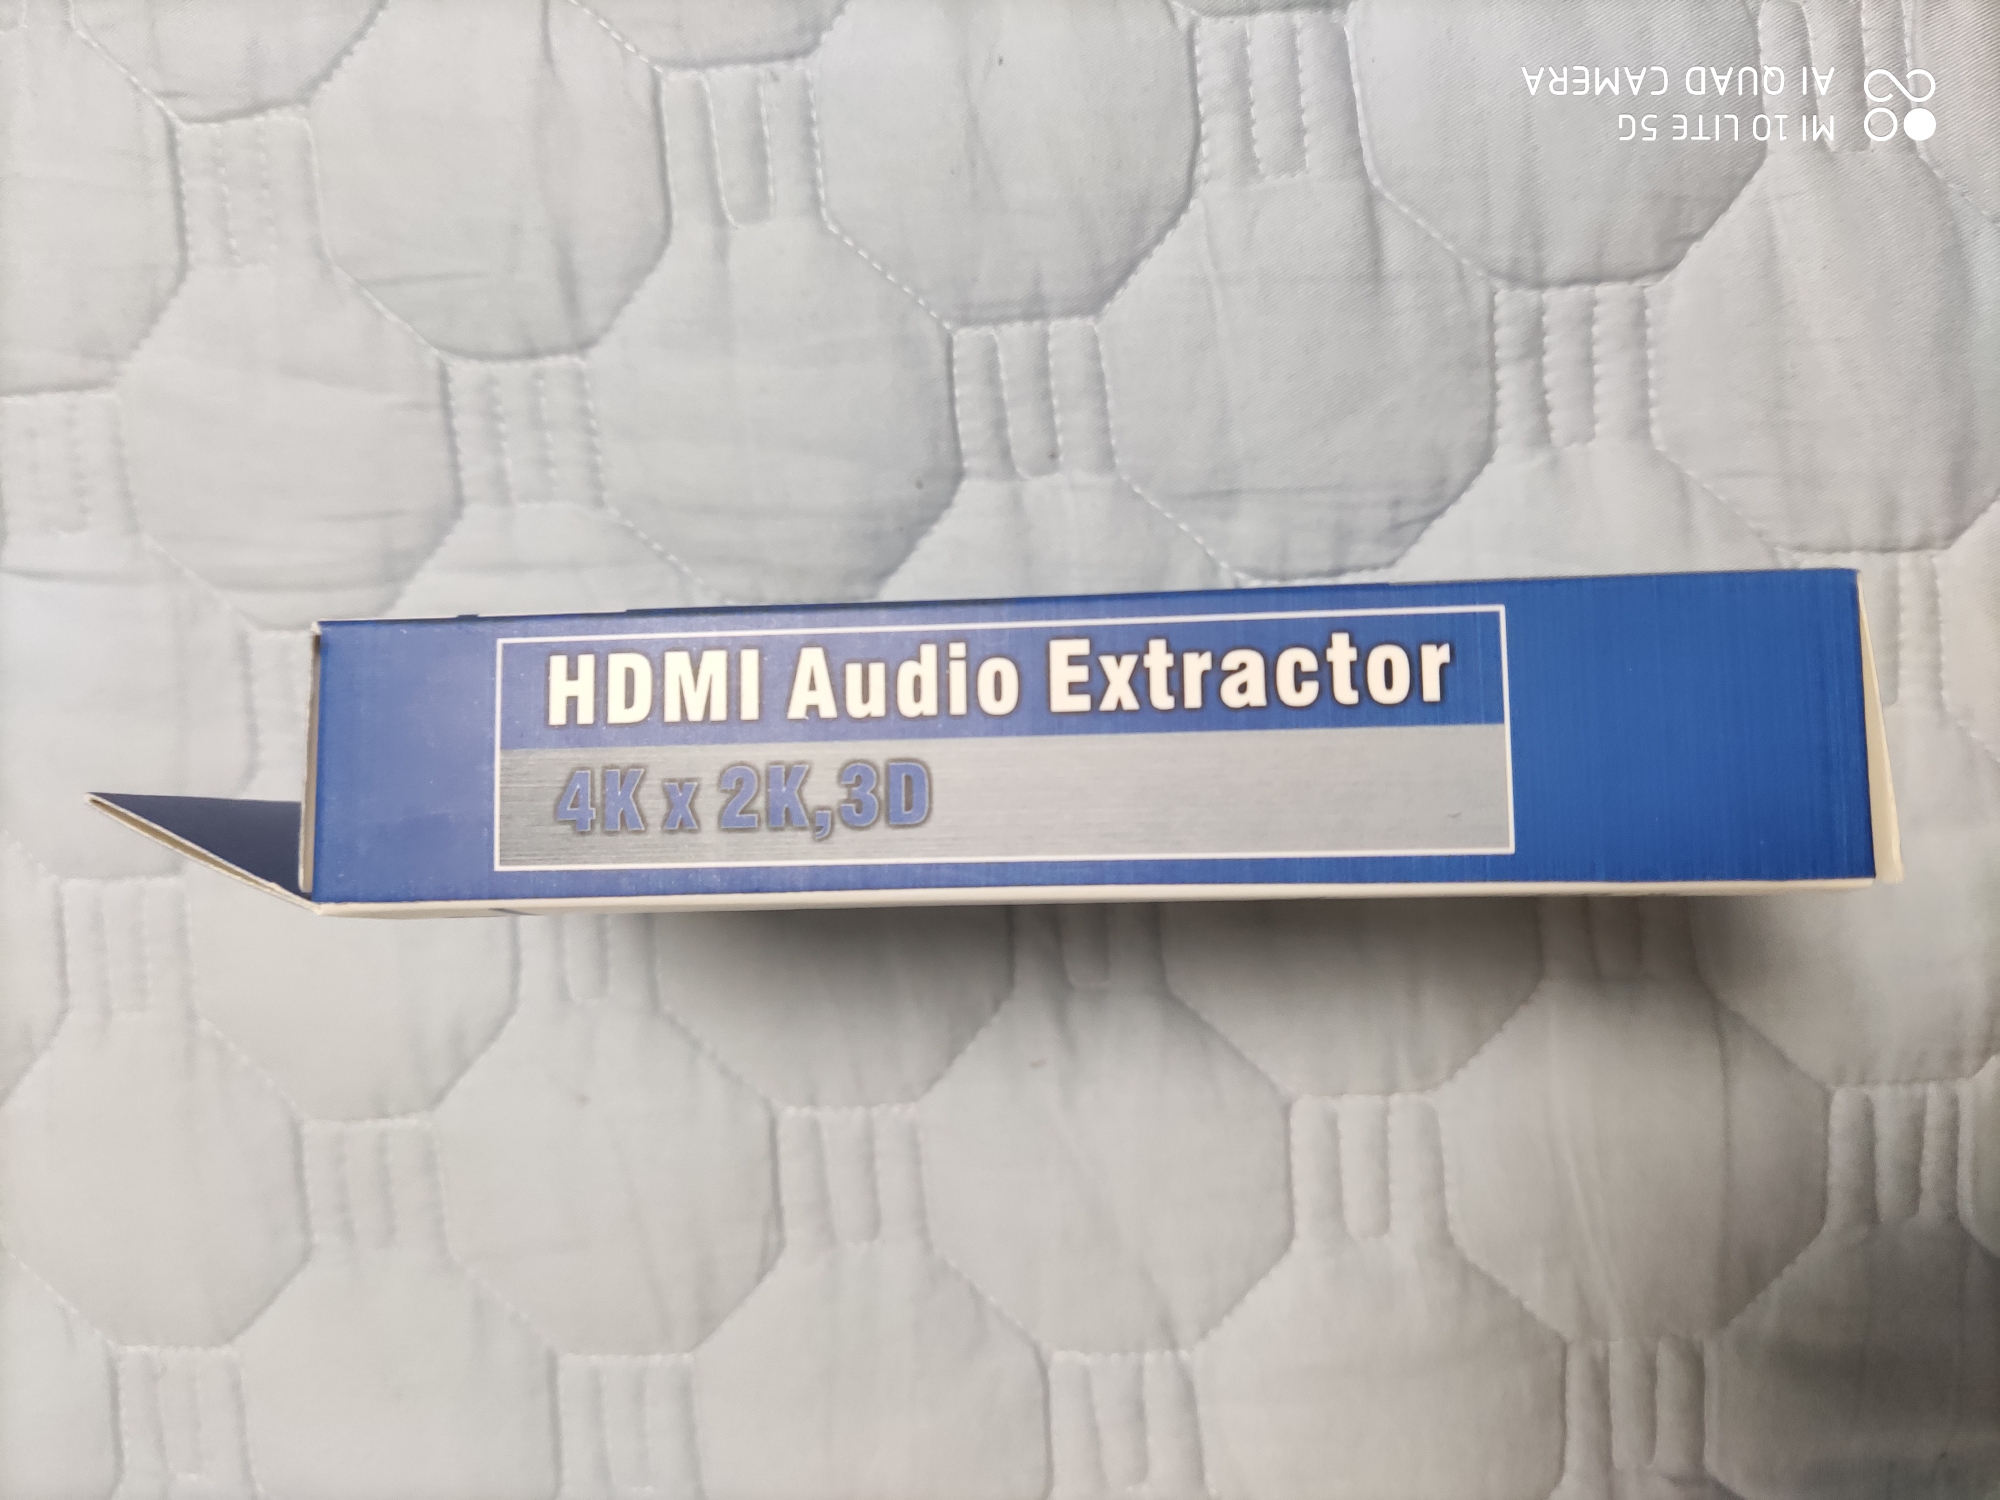 MI 10 LITE 5G
AI QUAD CAMERA
HDMI Audio Extractor
4K x 2K,3D